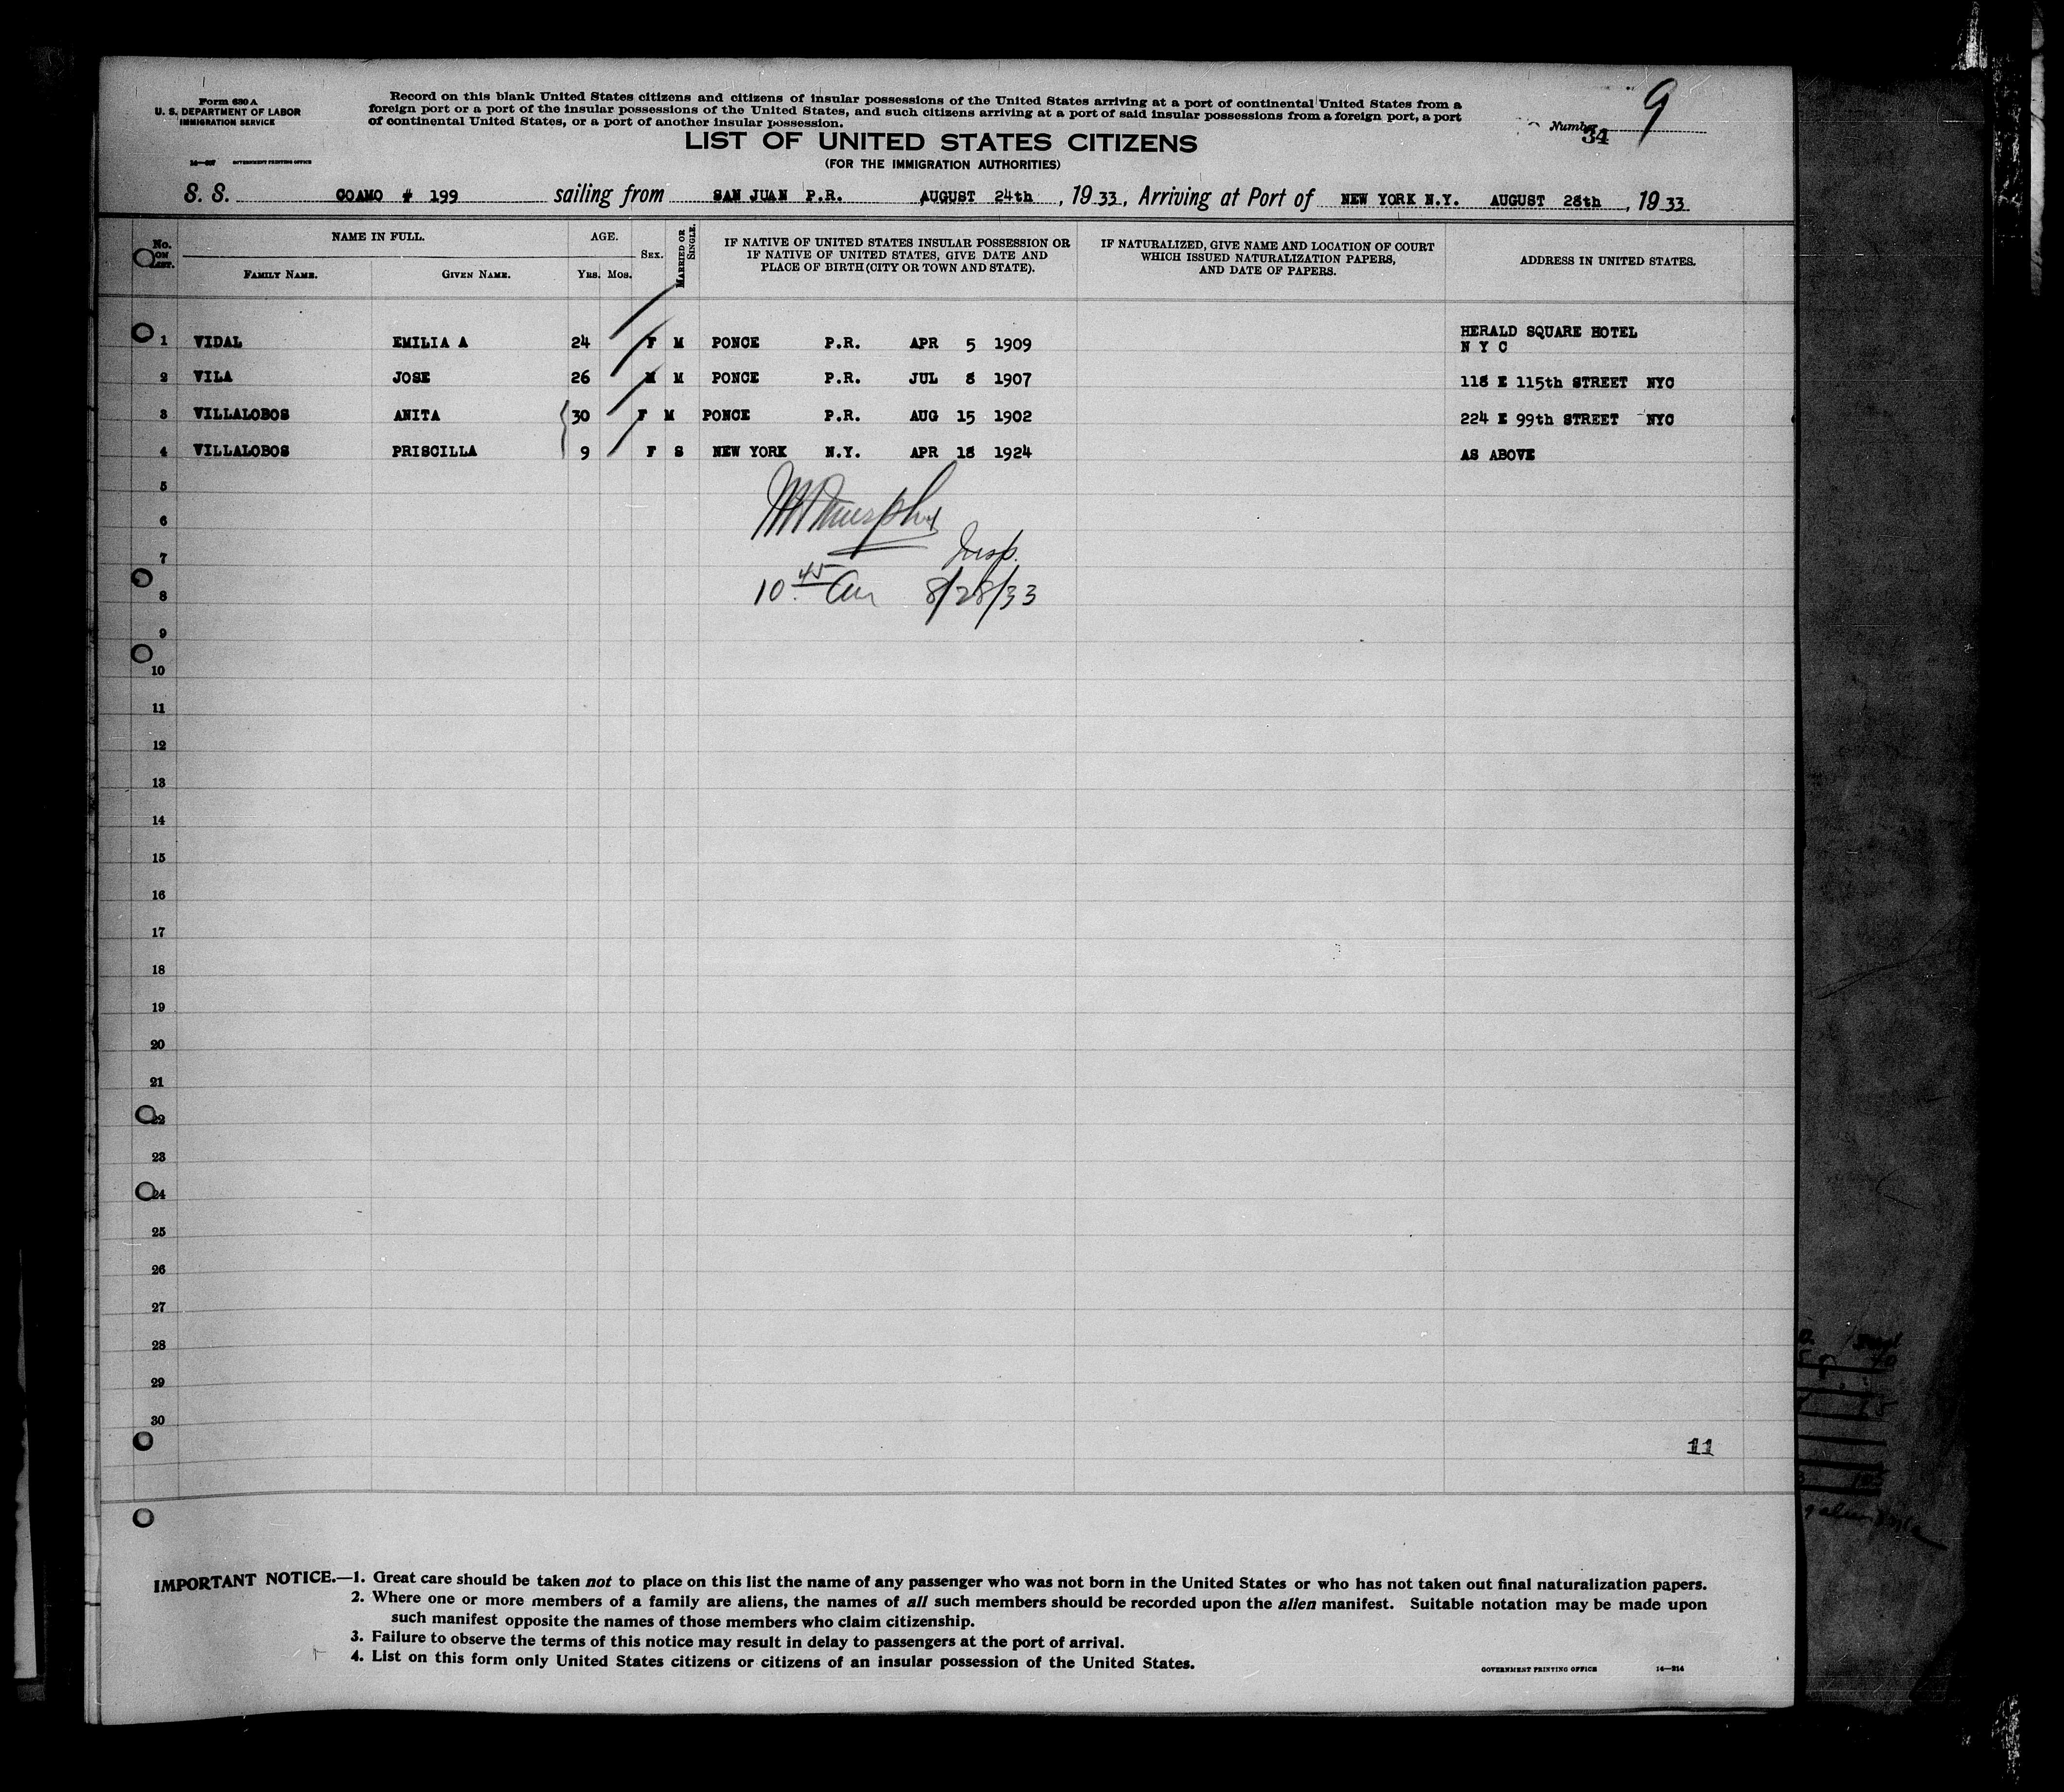 Form 630 A
U. S. DEPARTMENT OF LABOR
IMMIGRATION SERVICE
14—207 GOVERNMENT PRINTING OFFICE
Record on this blank United States citizens and citizens of insular possessions of the United States arriving at a port of continental United States from a
foreign port or a port of the insular possessions of the United States, and such citizens arriving at a port of said insular possessions from a foreign port, a port
of continental United States, or a port of another insular possession.
Number 9
34
LIST OF UNITED STATES CITIZENS
(FOR THE IMMIGRATION AUTHORITIES)
S. S. COAMO # 199 sailing from SAN JUAN P.R. AUGUST 24th, 1933, Arriving at Port of NEW YORK N.Y. AUGUST 28th, 1933
No. ON LIST. NAME IN FULL. AGE. SEX. MARRIED OR SINGLE. IF NATIVE OF UNITED STATES INSULAR POSSESSION OR IF NATIVE OF UNITED STATES, GIVE DATE AND PLACE OF BIRTH (CITY OR TOWN AND STATE). IF NATURALIZED, GIVE NAME AND LOCATION OF COURT WHICH ISSUED NATURALIZATION PAPERS, AND DATE OF PAPERS. ADDRESS IN UNITED STATES.
FAMILY NAME. GIVEN NAME. YRS. MOS.
1 VIDAL EMILIA A 24 F M PONCE P.R. APR 5 1909 HERALD SQUARE HOTEL
N Y C
2 VILA JOSE 26 M M PONCE P.R. JUL 8 1907 118 E 115th STREET NYC
3 VILLALOBOS ANITA 30 F M PONCE P.R. AUG 15 1902 224 E 99th STREET NYC
4 VILLALOBOS PRISCILLA 9 F S NEW YORK N.Y. APR 18 1924 AS ABOVE
5
6 Murphy
7 Insp.
8 10 45 Am 8/28/33
9
10
11
12
13
14
15
16
17
18
19
20
21
22
23
24
25
26
27
28
29
30
11
IMPORTANT NOTICE.—1. Great care should be taken not to place on this list the name of any passenger who was not born in the United States or who has not taken out final naturalization papers.
2. Where one or more members of a family are aliens, the names of all such members should be recorded upon the alien manifest. Suitable notation may be made upon
such manifest opposite the names of those members who claim citizenship.
3. Failure to observe the terms of this notice may result in delay to passengers at the port of arrival.
4. List on this form only United States citizens or citizens of an insular possession of the United States.
GOVERNMENT PRINTING OFFICE 14—214